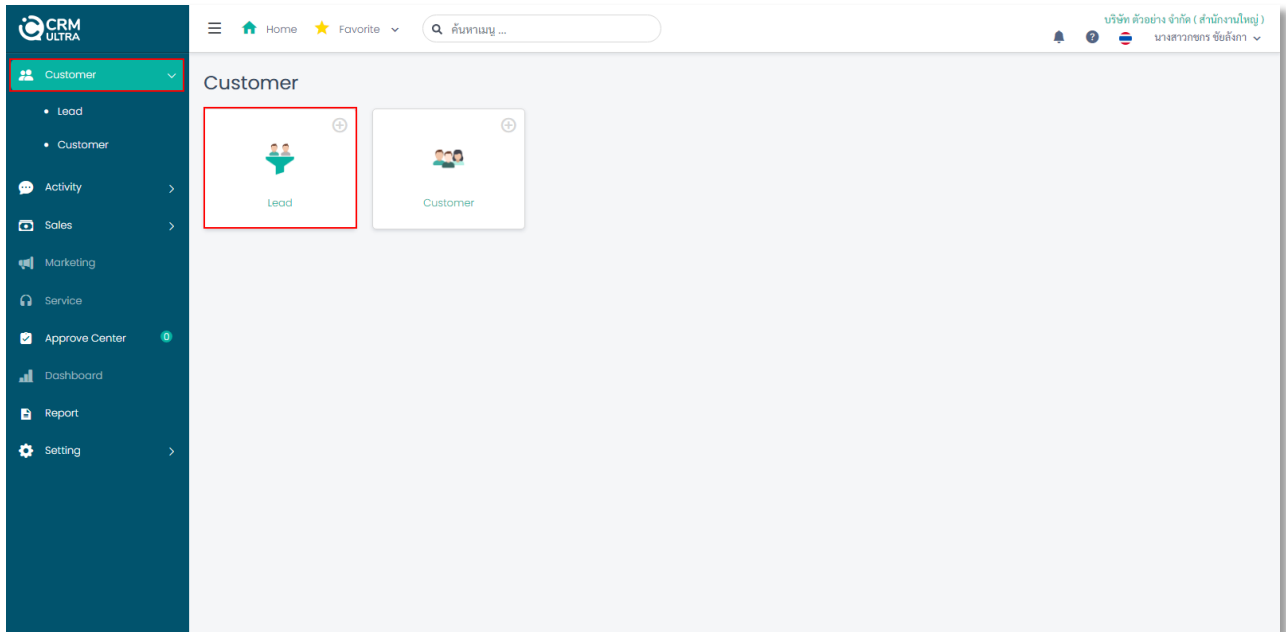 CRM
ULTRA
Home
Favorite
ค้นหาเมนู ...
บริษัท ตัวอย่าง จำกัด ( สำนักงานใหญ่ )
นางสาวกชกร ชัยลังกา
Customer
Lead
Customer
Activity
Sales
Marketing
Service
Approve Center 0
Dashboard
Report
Setting
Customer
Lead
Customer